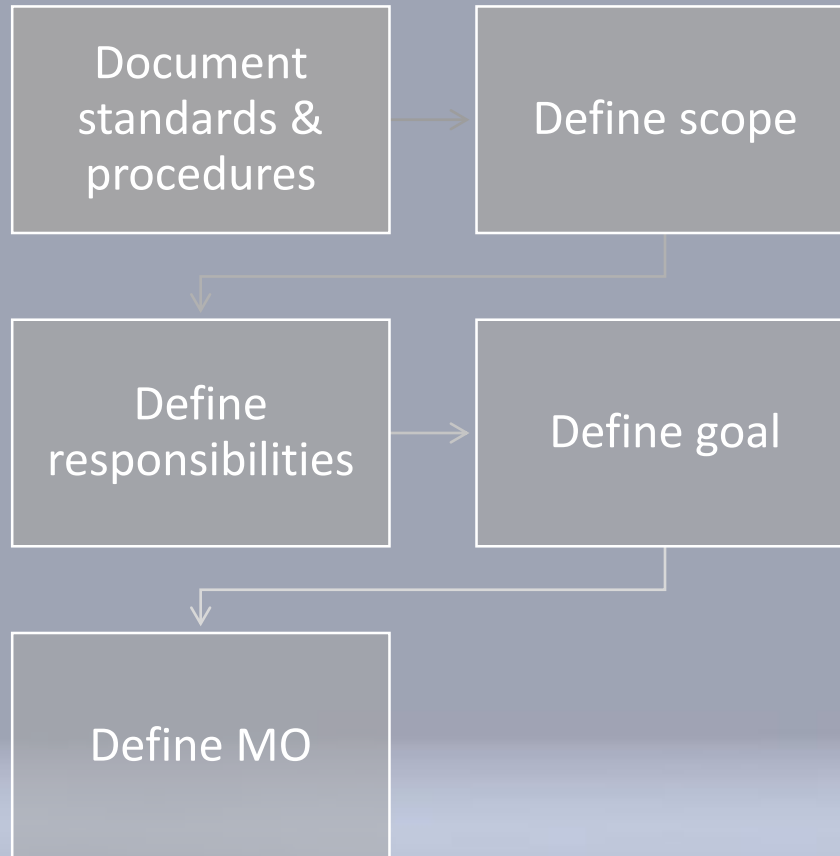 Document
standards &
procedures
Define scope
Define
responsibilities
Define goal
Define MO